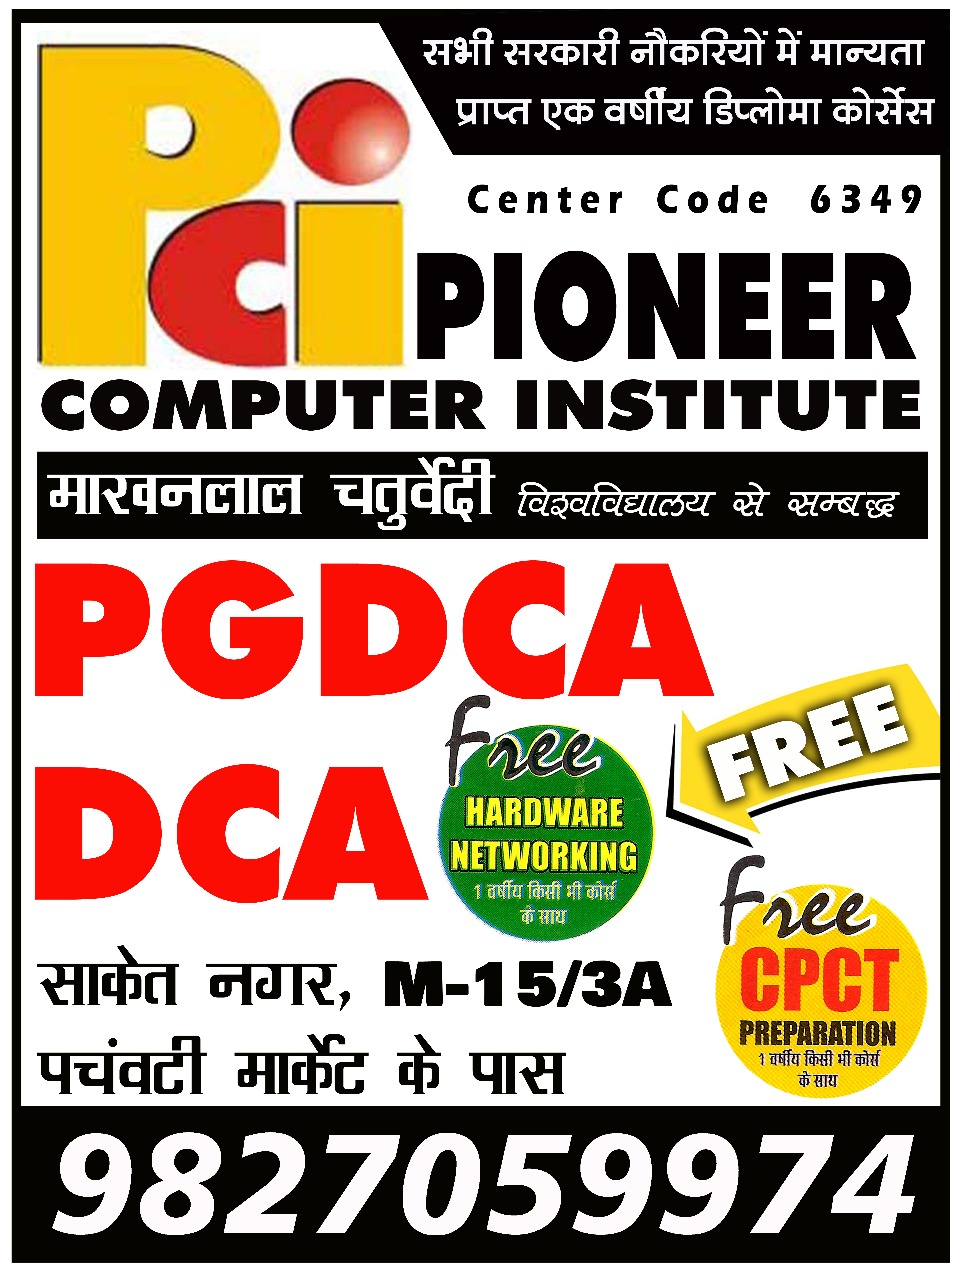 सभी सरकारी नौकरियों में मान्यता
प्राप्त एक वर्षीय डिप्लोमा कोर्सेस
Pci
Center Code 6349
PIONEER
COMPUTER INSTITUTE
माखनलाल चतुर्वेदी विश्वविद्यालय से सम्बद्ध
PGDCA
FREE
DCA
Free
HARDWARE
NETWORKING
1 वर्षीय किसी भी कोर्स
के साथ
Free
CPCT
PREPARATION
1 वर्षीय किसी भी कोर्स
के साथ
साकेत नगर, M-15/3A
पचंवटी मार्केट के पास
9827059974